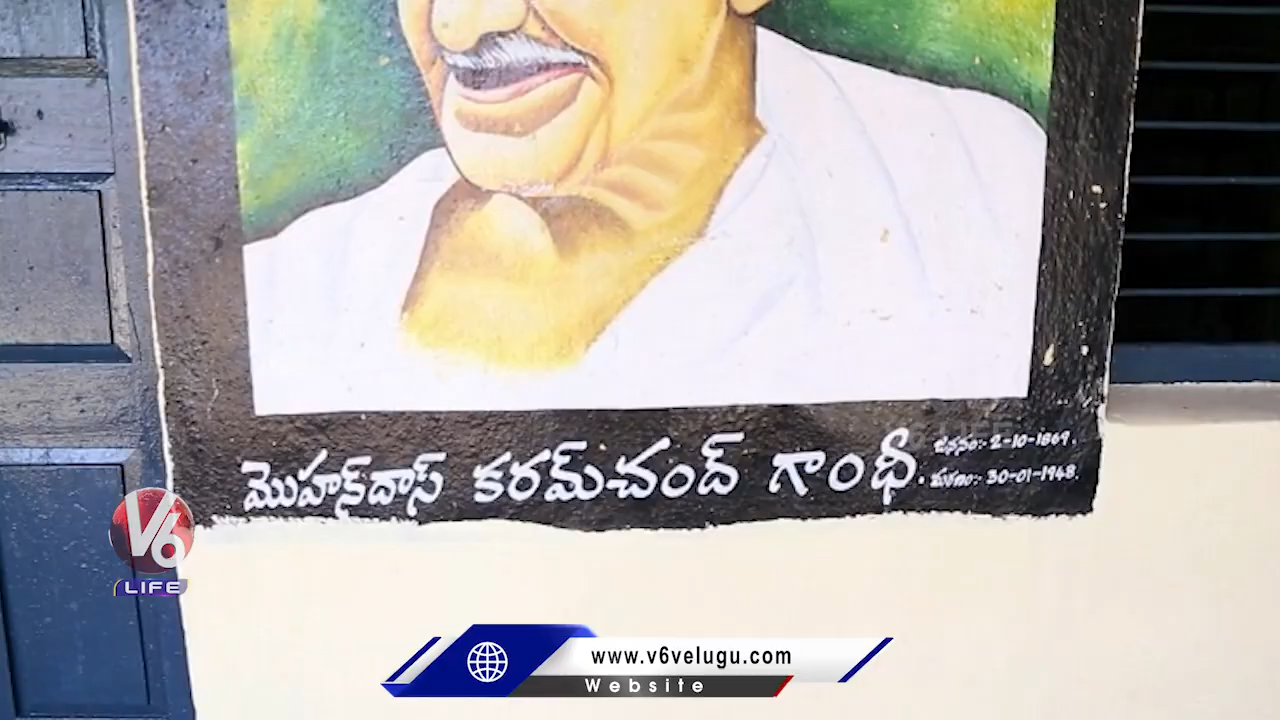 మొహన్‌దాస్ కరమ్‌చంద్ గాంధీ.
జననం:- 2-10-1869.
మరణం:- 30-01-1948.
V6
LIFE
www.v6velugu.com
Website